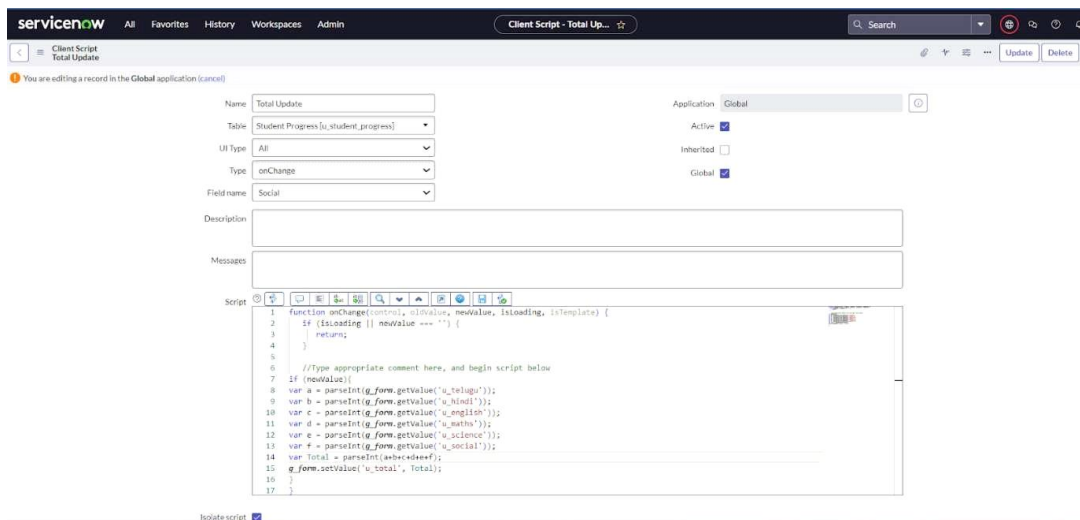 servicenow All Favorites History Workspaces Admin Client Script - Total Up... Search
Client Script
Total Update
Update Delete
You are editing a record in the Global application (cancel)
Name Total Update
Application Global
Table Student Progress [u_student_progress]
Active
UI Type All
Inherited
Type onChange
Global
Field name Social
Description
Messages
Script
1 function onChange(control, oldValue, newValue, isLoading, isTemplate) {
2 if (isLoading || newValue === '') {
3 return;
4 }
5
6 //Type appropriate comment here, and begin script below
7 if (newValue){
8 var a = parseInt(g_form.getValue('u_telugu'));
9 var b = parseInt(g_form.getValue('u_hindi'));
10 var c = parseInt(g_form.getValue('u_english'));
11 var d = parseInt(g_form.getValue('u_maths'));
12 var e = parseInt(g_form.getValue('u_science'));
13 var f = parseInt(g_form.getValue('u_social'));
14 var Total = parseInt(a+b+c+d+e+f);
15 g_form.setValue('u_total', Total);
16 }
17 }
Isolate script